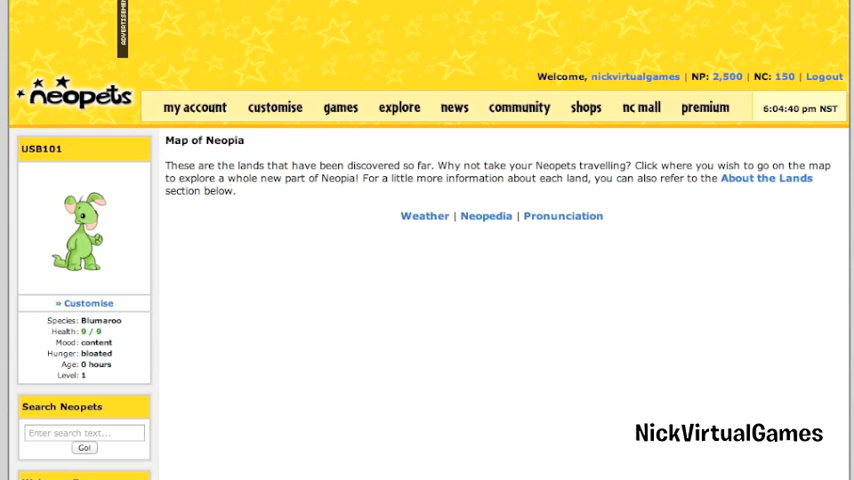 ADVERTISEMEN
Welcome, nickvirtualgames | NP: 2,500 | NC: 150 | Logout
neopets
my account customise games explore news community shops nc mall premium 6:04:40 pm NST
USB101
Map of Neopia
These are the lands that have been discovered so far. Why not take your Neopets travelling? Click where you wish to go on the map
to explore a whole new part of Neopia! For a little more information about each land, you can also refer to the About the Lands
section below.
Weather | Neopedia | Pronunciation
» Customise
Species: Blumaroo
Health: 9 / 9
Mood: content
Hunger: bloated
Age: 0 hours
Level: 1
Search Neopets
Enter search text...
Go!
NickVirtualGames